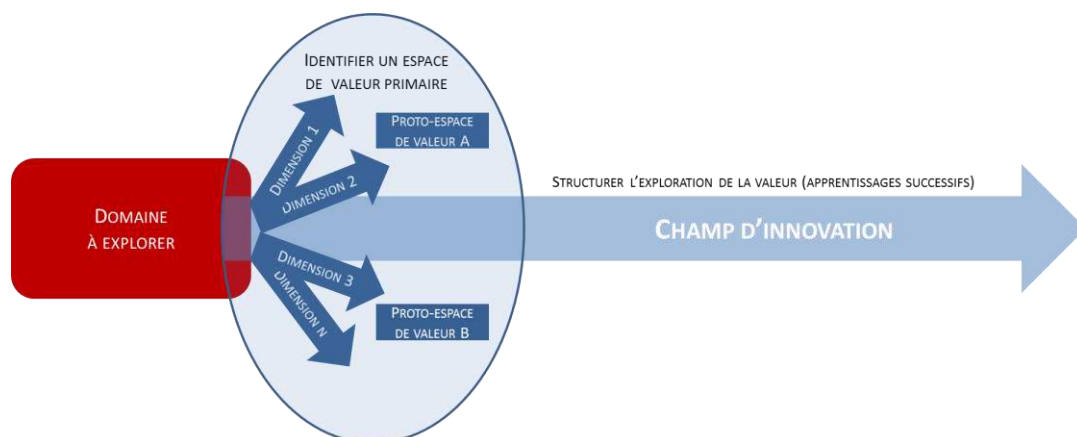 IDENTIFIER UN ESPACE
DE VALEUR PRIMAIRE
DIMENSION 1
PROTO-ESPACE
DE VALEUR A
DIMENSION 2
DOMAINE
À EXPLORER
STRUCTURER L'EXPLORATION DE LA VALEUR (APPRENTISSAGES SUCCESSIFS)
CHAMP D'INNOVATION
DIMENSION 3
DIMENSION N
PROTO-ESPACE
DE VALEUR B